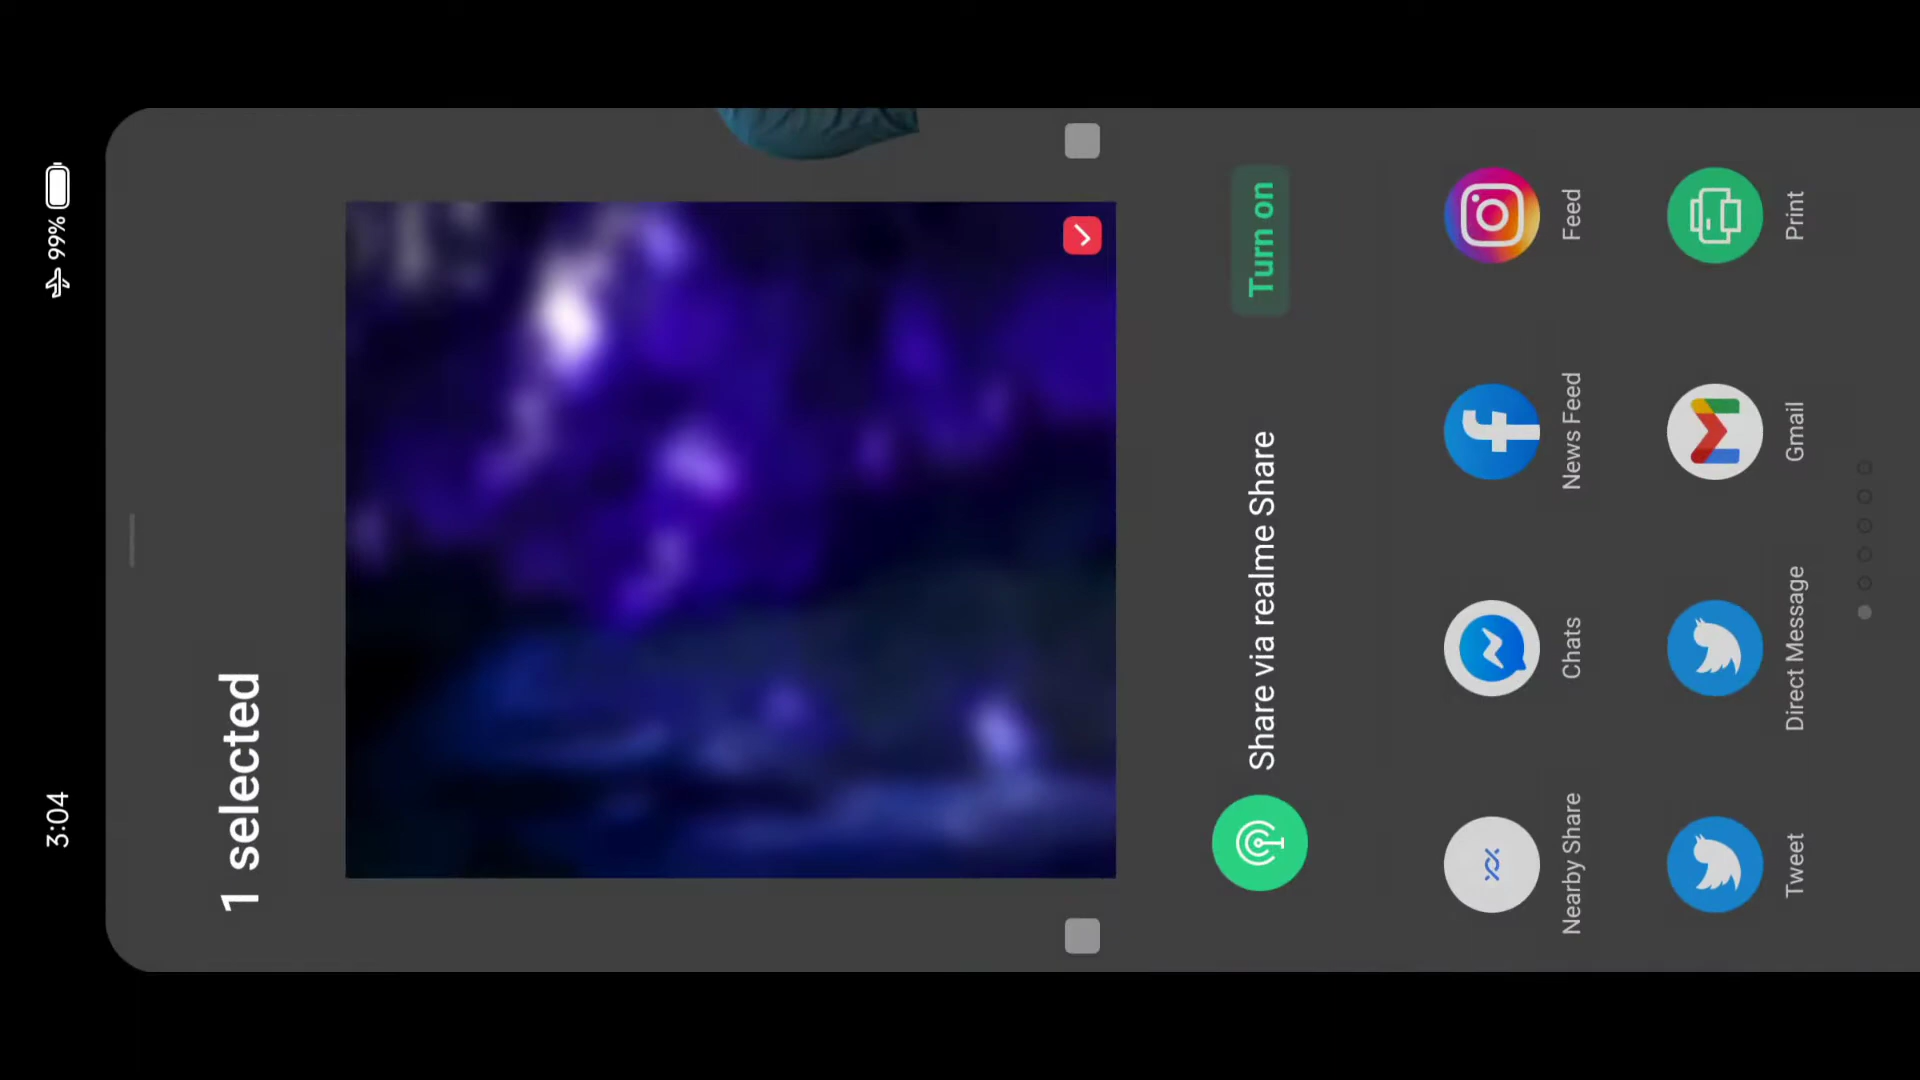 3:04
99%
1 selected
Share via realme Share
Turn on
Nearby Share
Chats
News Feed
Feed
Tweet
Direct Message
Gmail
Print